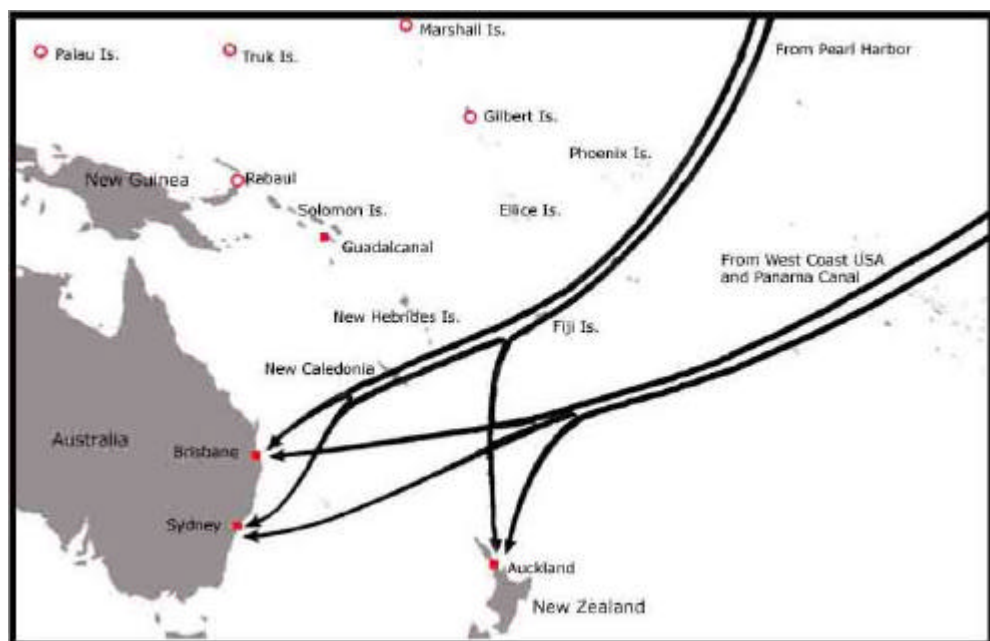 Marshall Is.
Palau Is.
Truk Is.
From Pearl Harbor
Gilbert Is.
Phoenix Is.
New Guinea
Rabaul
Solomon Is.
Ellice Is.
Guadalcanal
From West Coast USA
and Panama Canal
New Hebrides Is.
Fiji Is.
New Caledonia
Australia
Brisbane
Sydney
Auckland
New Zealand